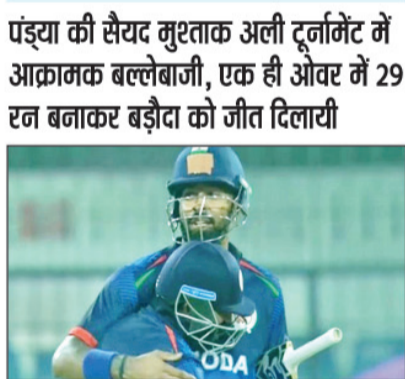 पंड्या की सैयद मुश्ताक अली टूर्नामेंट में
आक्रामक बल्लेबाजी, एक ही ओवर में 29
रन बनाकर बड़ौदा को जीत दिलायी
ODA